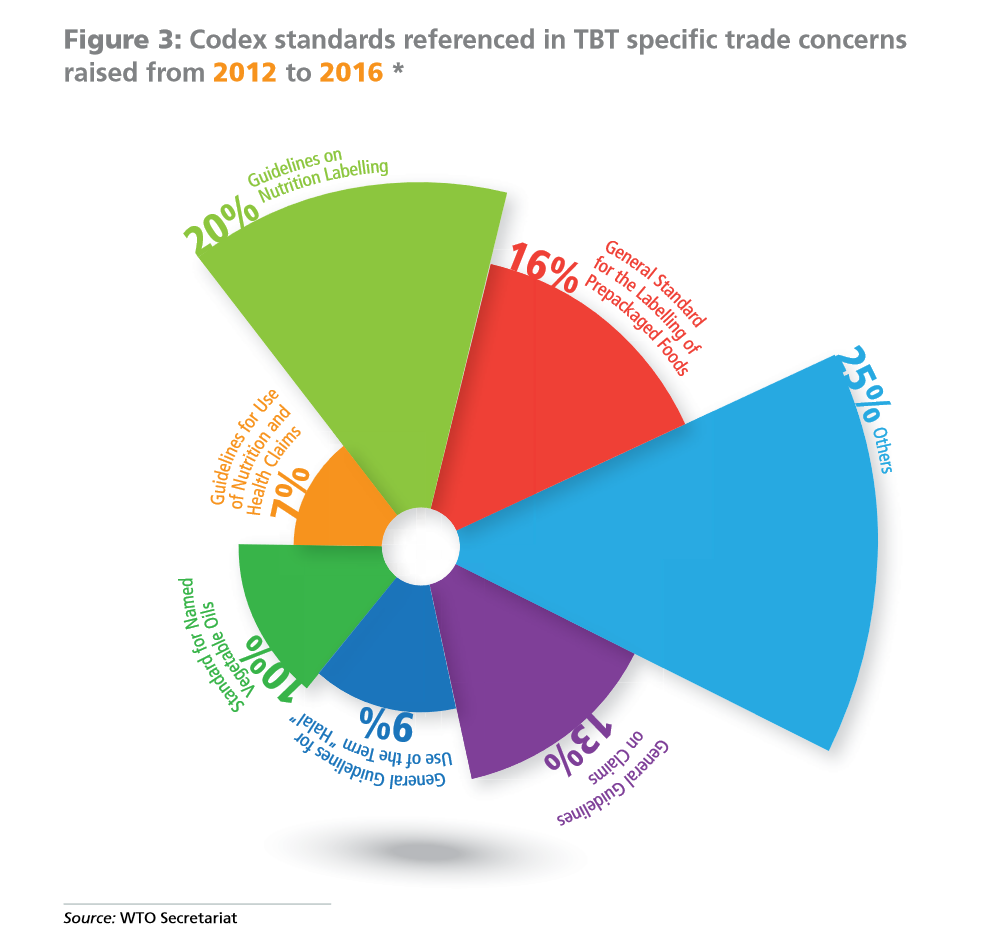 Figure 3: Codex standards referenced in TBT specific trade concerns
raised from 2012 to 2016 *
20%
Guidelines on
Nutrition Labelling
16%
General Standard
for the Labelling of
Prepackaged Foods
25%
Others
13%
General Guidelines
on Claims
9%
General Guidelines for
Use of the Term "Halal"
10%
Standard for Named
Vegetable Oils
7%
Guidelines for Use
of Nutrition and
Health Claims
Source: WTO Secretariat